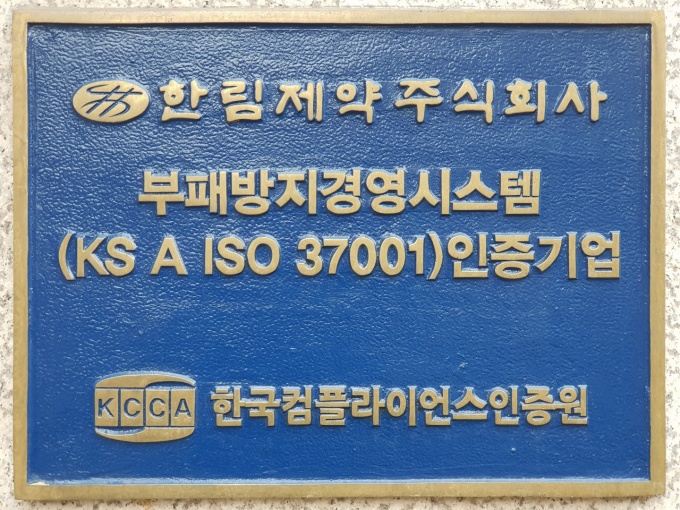 한림제약 주식회사
부패방지경영시스템
(KS A ISO 37001)인증기업
KCCA 한국컴플라이언스인증원